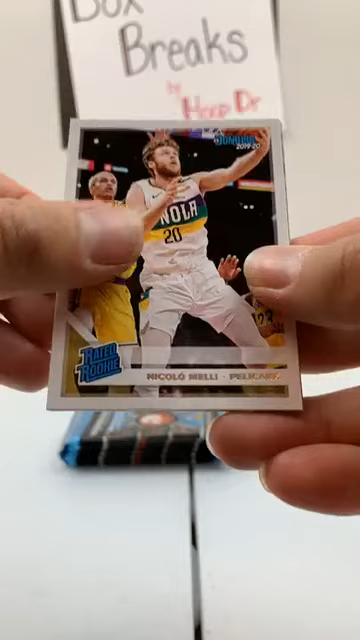 Box
Breaks
by
Hoop Dr
DONRUSS
2019-20
NOLA
20
RATED
ROOKIE
NICOLÒ MELLI - PELICANS